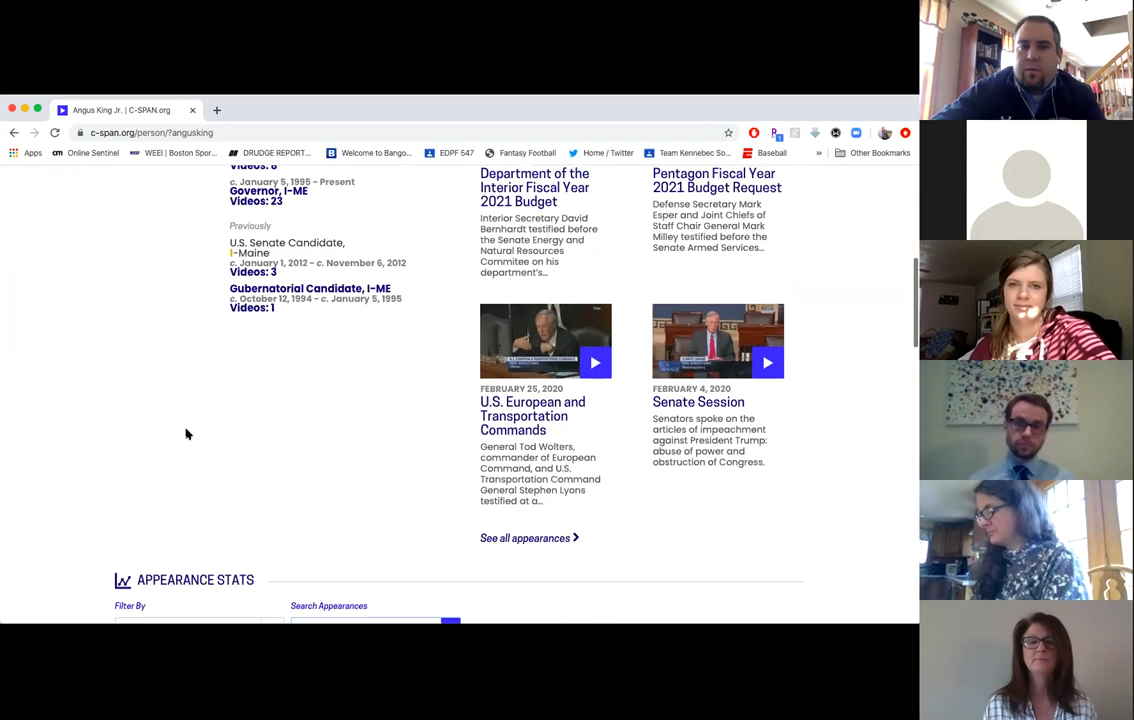 Angus King Jr. | C-SPAN.org
c-span.org/person/?angusking
Apps
cm Online Sentinel
WEEI | Boston Spor...
DRUDGE REPORT...
Welcome to Bango...
EDPF 547
Fantasy Football
Home / Twitter
Team Kennebec So...
Baseball
»
Other Bookmarks
Videos: 6
c. January 5, 1995 - Present
Governor, I-ME
Videos: 23
Previously
U.S. Senate Candidate,
I-Maine
c. January 1, 2012 - c. November 6, 2012
Videos: 3
Gubernatorial Candidate, I-ME
c. October 12, 1994 - c. January 5, 1995
Videos: 1
Department of the
Interior Fiscal Year
2021 Budget
Interior Secretary David
Bernhardt testified before
the Senate Energy and
Natural Resources
Commitee on his
department's...
Pentagon Fiscal Year
2021 Budget Request
Defense Secretary Mark
Esper and Joint Chiefs of
Staff Chair General Mark
Milley testified before the
Senate Armed Services...
FEBRUARY 25, 2020
U.S. European and
Transportation
Commands
General Tod Wolters,
commander of European
Command, and U.S.
Transportation Command
General Stephen Lyons
testified at a...
FEBRUARY 4, 2020
Senate Session
Senators spoke on the
articles of impeachment
against President Trump:
abuse of power and
obstruction of Congress.
See all appearances
APPEARANCE STATS
Filter By
Search Appearances